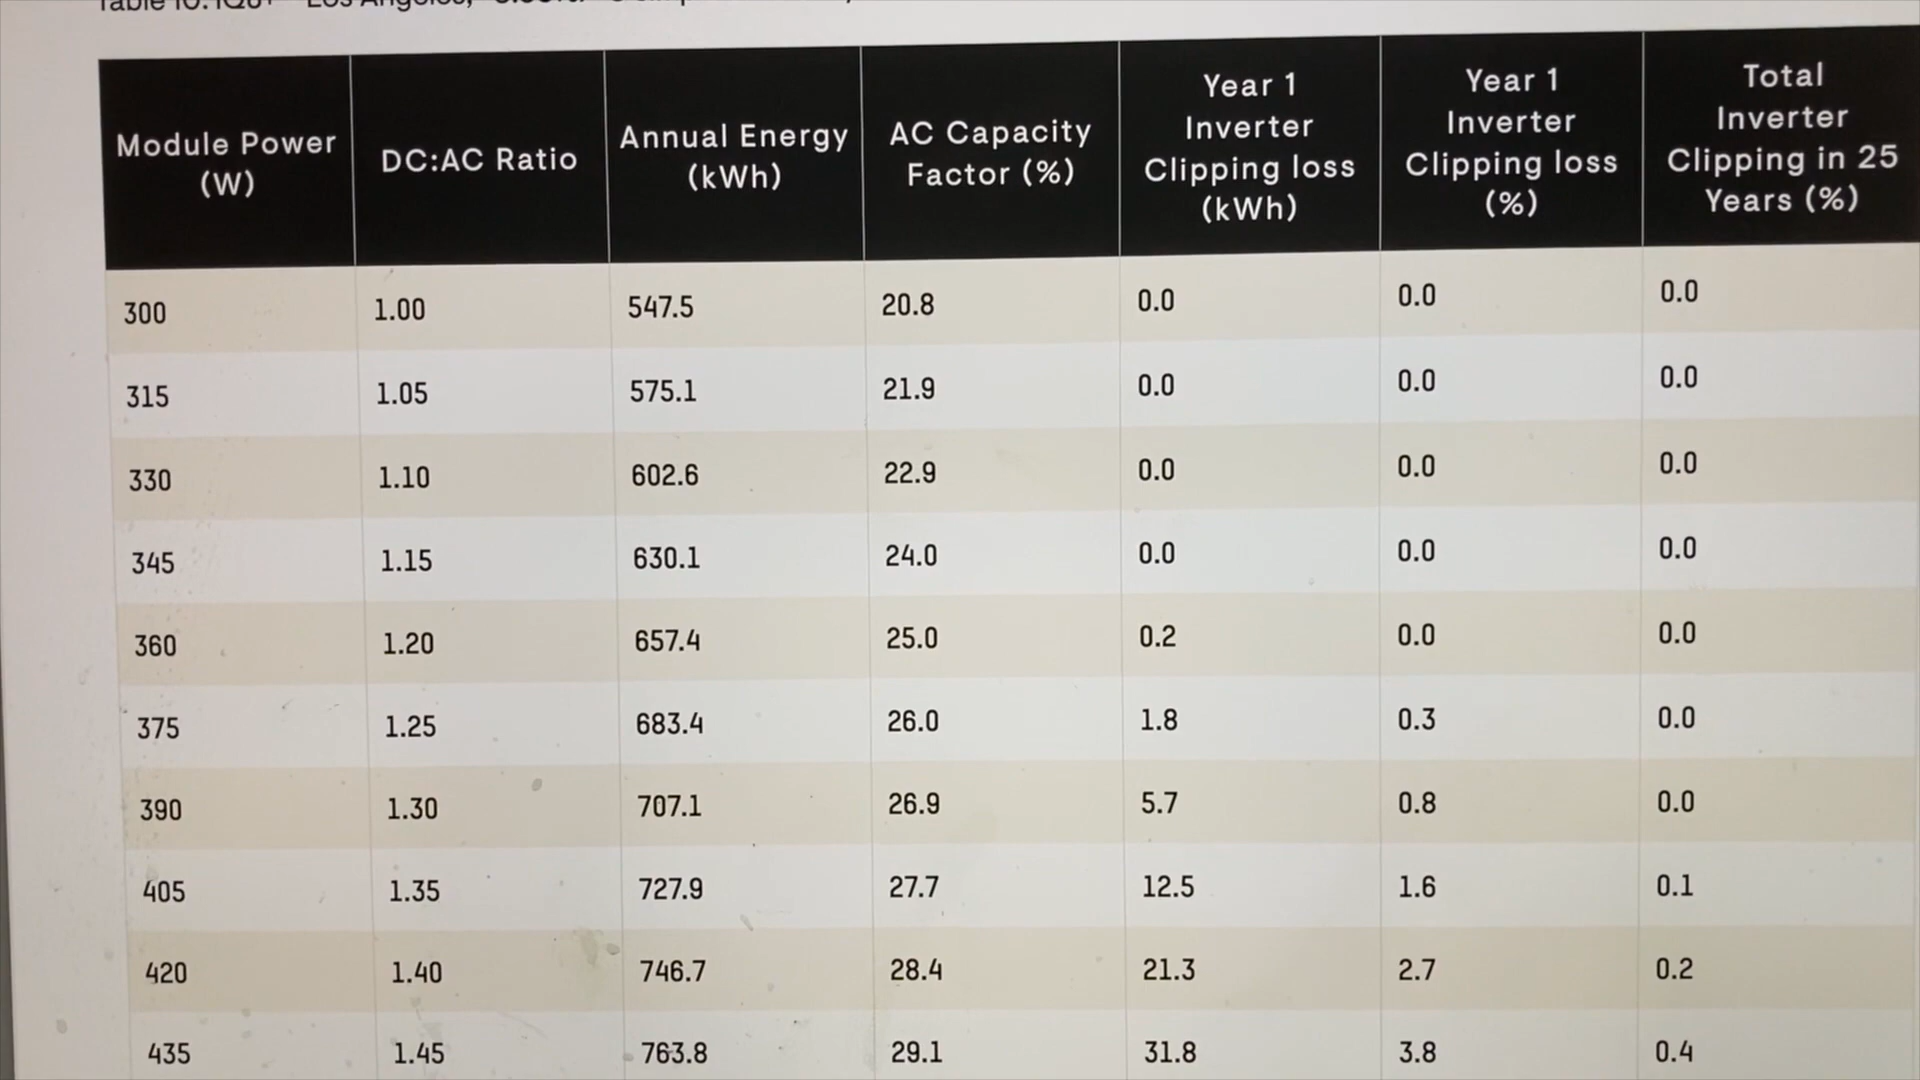 Module Power (W) DC:AC Ratio Annual Energy (kWh) AC Capacity Factor (%) Year 1 Inverter Clipping loss (kWh) Year 1 Inverter Clipping loss (%) Total Inverter Clipping in 25 Years (%)
300 1.00 547.5 20.8 0.0 0.0 0.0
315 1.05 575.1 21.9 0.0 0.0 0.0
330 1.10 602.6 22.9 0.0 0.0 0.0
345 1.15 630.1 24.0 0.0 0.0 0.0
360 1.20 657.4 25.0 0.2 0.0 0.0
375 1.25 683.4 26.0 1.8 0.3 0.0
390 1.30 707.1 26.9 5.7 0.8 0.0
405 1.35 727.9 27.7 12.5 1.6 0.1
420 1.40 746.7 28.4 21.3 2.7 0.2
435 1.45 763.8 29.1 31.8 3.8 0.4